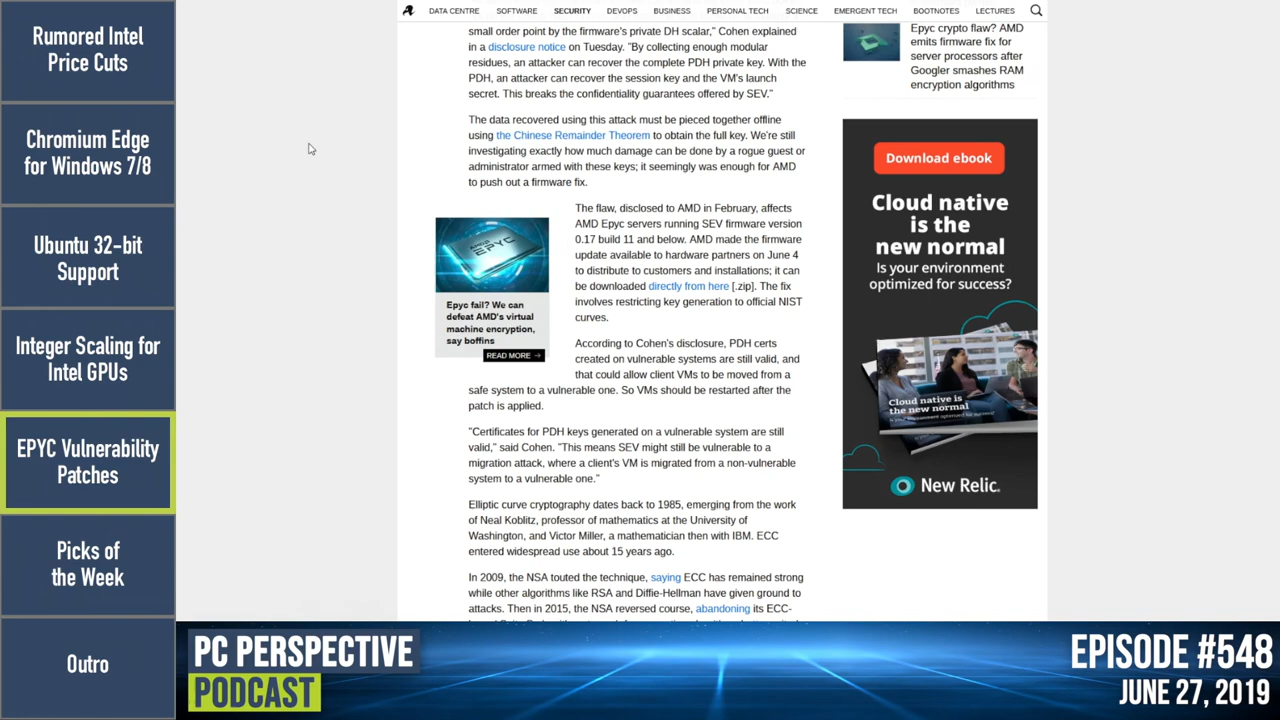 Rumored Intel
Price Cuts
Chromium Edge
for Windows 7/8
Ubuntu 32-bit
Support
Integer Scaling for
Intel GPUs
EPYC Vulnerability
Patches
Picks of
the Week
Outro
DATA CENTRE SOFTWARE SECURITY DEVOPS BUSINESS PERSONAL TECH SCIENCE EMERGENT TECH BOOTNOTES LECTURES
small order point by the firmware's private DH scalar," Cohen explained
in a disclosure notice on Tuesday. "By collecting enough modular
residues, an attacker can recover the complete PDH private key. With the
PDH, an attacker can recover the session key and the VM's launch
secret. This breaks the confidentiality guarantees offered by SEV."
The data recovered using this attack must be pieced together offline
using the Chinese Remainder Theorem to obtain the full key. We're still
investigating exactly how much damage can be done by a rogue guest or
administrator armed with these keys; it seemingly was enough for AMD
to push out a firmware fix.
The flaw, disclosed to AMD in February, affects
AMD Epyc servers running SEV firmware version
0.17 build 11 and below. AMD made the firmware
update available to hardware partners on June 4
to distribute to customers and installations; it can
be downloaded directly from here [.zip]. The fix
involves restricting key generation to official NIST
curves.
EPYC
Epyc fail? We can
defeat AMD's virtual
machine encryption,
say boffins
READ MORE →
According to Cohen's disclosure, PDH certs
created on vulnerable systems are still valid, and
that could allow client VMs to be moved from a
safe system to a vulnerable one. So VMs should be restarted after the
patch is applied.
"Certificates for PDH keys generated on a vulnerable system are still
valid," said Cohen. "This means SEV might still be vulnerable to a
migration attack, where a client's VM is migrated from a non-vulnerable
system to a vulnerable one."
Elliptic curve cryptography dates back to 1985, emerging from the work
of Neal Koblitz, professor of mathematics at the University of
Washington, and Victor Miller, a mathematician then with IBM. ECC
entered widespread use about 15 years ago.
In 2009, the NSA touted the technique, saying ECC has remained strong
while other algorithms like RSA and Diffie-Hellman have given ground to
attacks. Then in 2015, the NSA reversed course, abandoning its ECC-
Epyc crypto flaw? AMD
emits firmware fix for
server processors after
Googler smashes RAM
encryption algorithms
Download ebook
Cloud native
is the
new normal
Is your environment
optimized for success?
Cloud native is
the new normal
New Relic.
PC PERSPECTIVE
PODCAST
EPISODE #548
JUNE 27, 2019